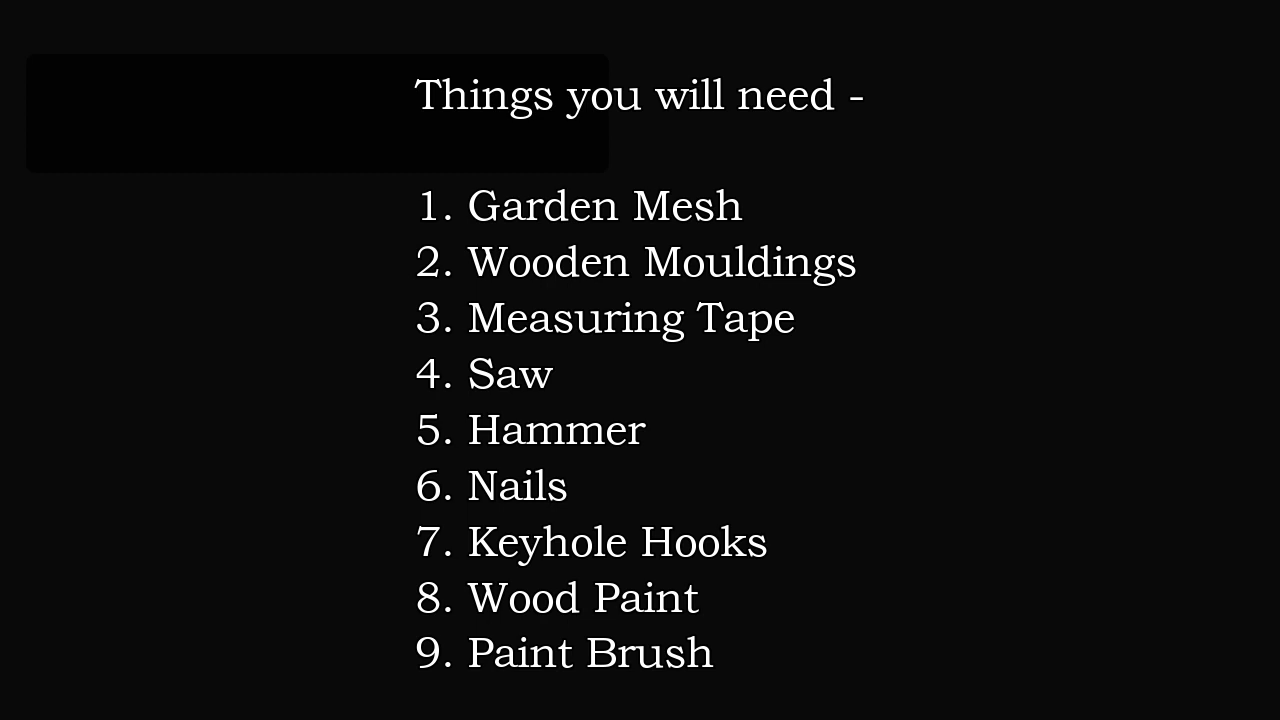 Things you will need -
1. Garden Mesh
2. Wooden Mouldings
3. Measuring Tape
4. Saw
5. Hammer
6. Nails
7. Keyhole Hooks
8. Wood Paint
9. Paint Brush